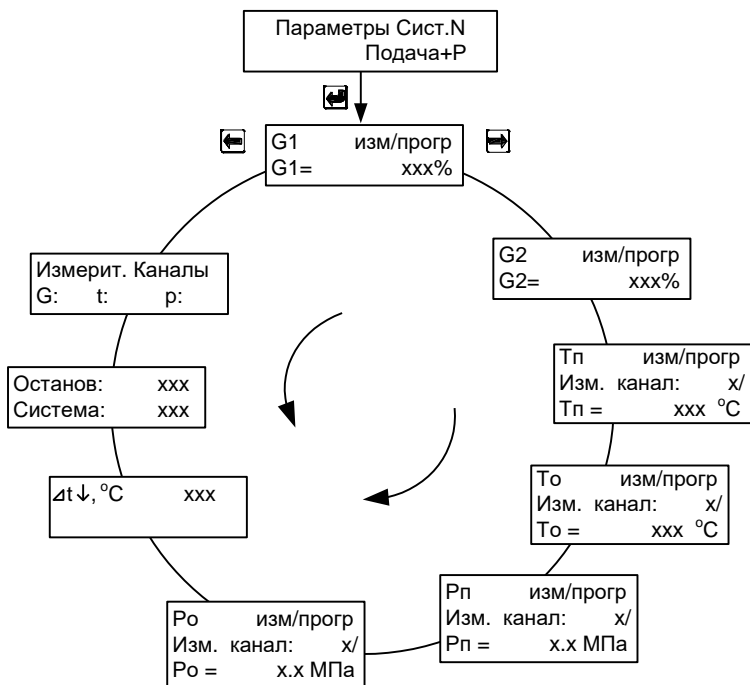 Параметры Сист.N
Подача+Р
G1 изм/прогр
G1= xxx%
G2 изм/прогр
G2= xxx%
Тп изм/прогр
Изм. канал: x/
Тп = xxx °C
То изм/прогр
Изм. канал: x/
То = xxx °C
Рп изм/прогр
Изм. канал: x/
Рп = x.x МПа
Ро изм/прогр
Изм. канал: x/
Ро = x.x МПа
⊿t↓, °C xxx
Останов: xxx
Система: xxx
Измерит. Каналы
G: t: p: